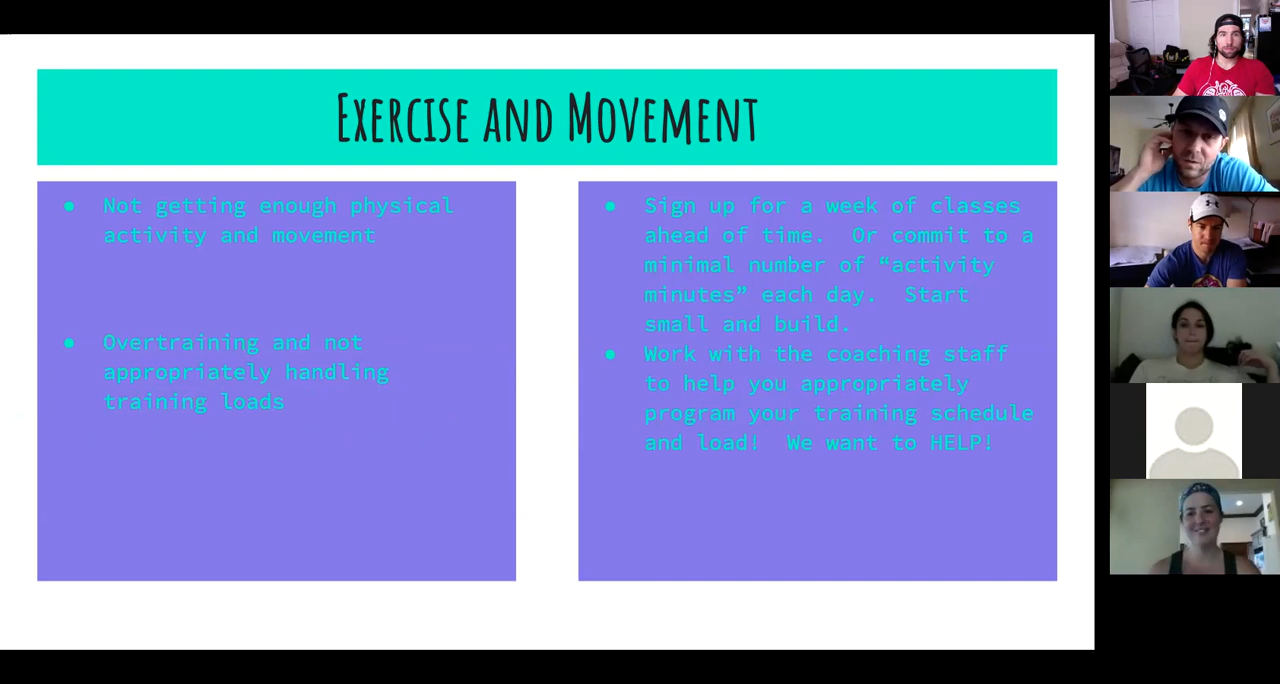 Exercise and Movement
● Not getting enough physical
activity and movement
● Overtraining and not
appropriately handling
training loads
● Sign up for a week of classes
ahead of time.  Or commit to a
minimal number of “activity
minutes” each day.  Start
small and build.
● Work with the coaching staff
to help you appropriately
program your training schedule
and load!  We want to HELP!